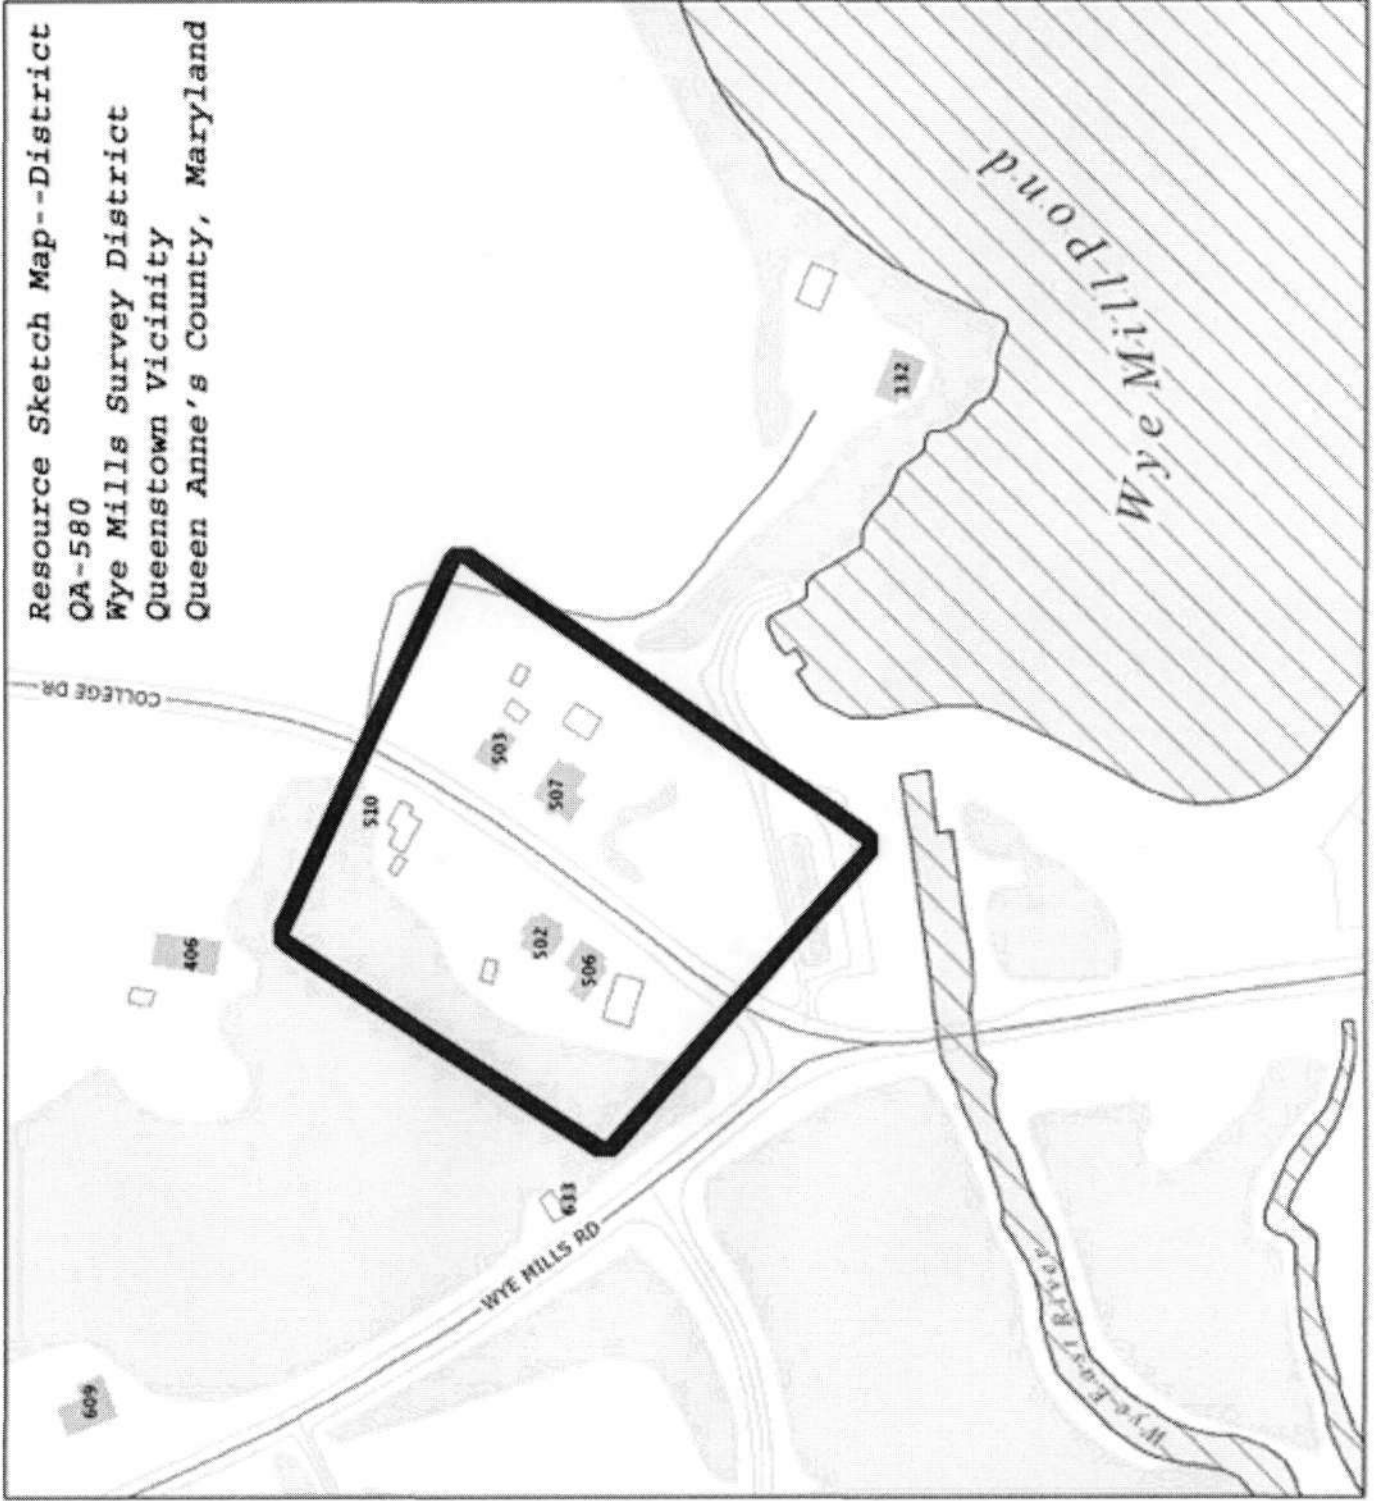 Resource Sketch Map--District
QA-580
Wye Mills Survey District
Queenstown Vicinity
Queen Anne's County, Maryland
COLLEGE DR
609
406
510
503
507
502
506
633
132
WYE MILLS RD
Wye Mill Pond
Wye East River